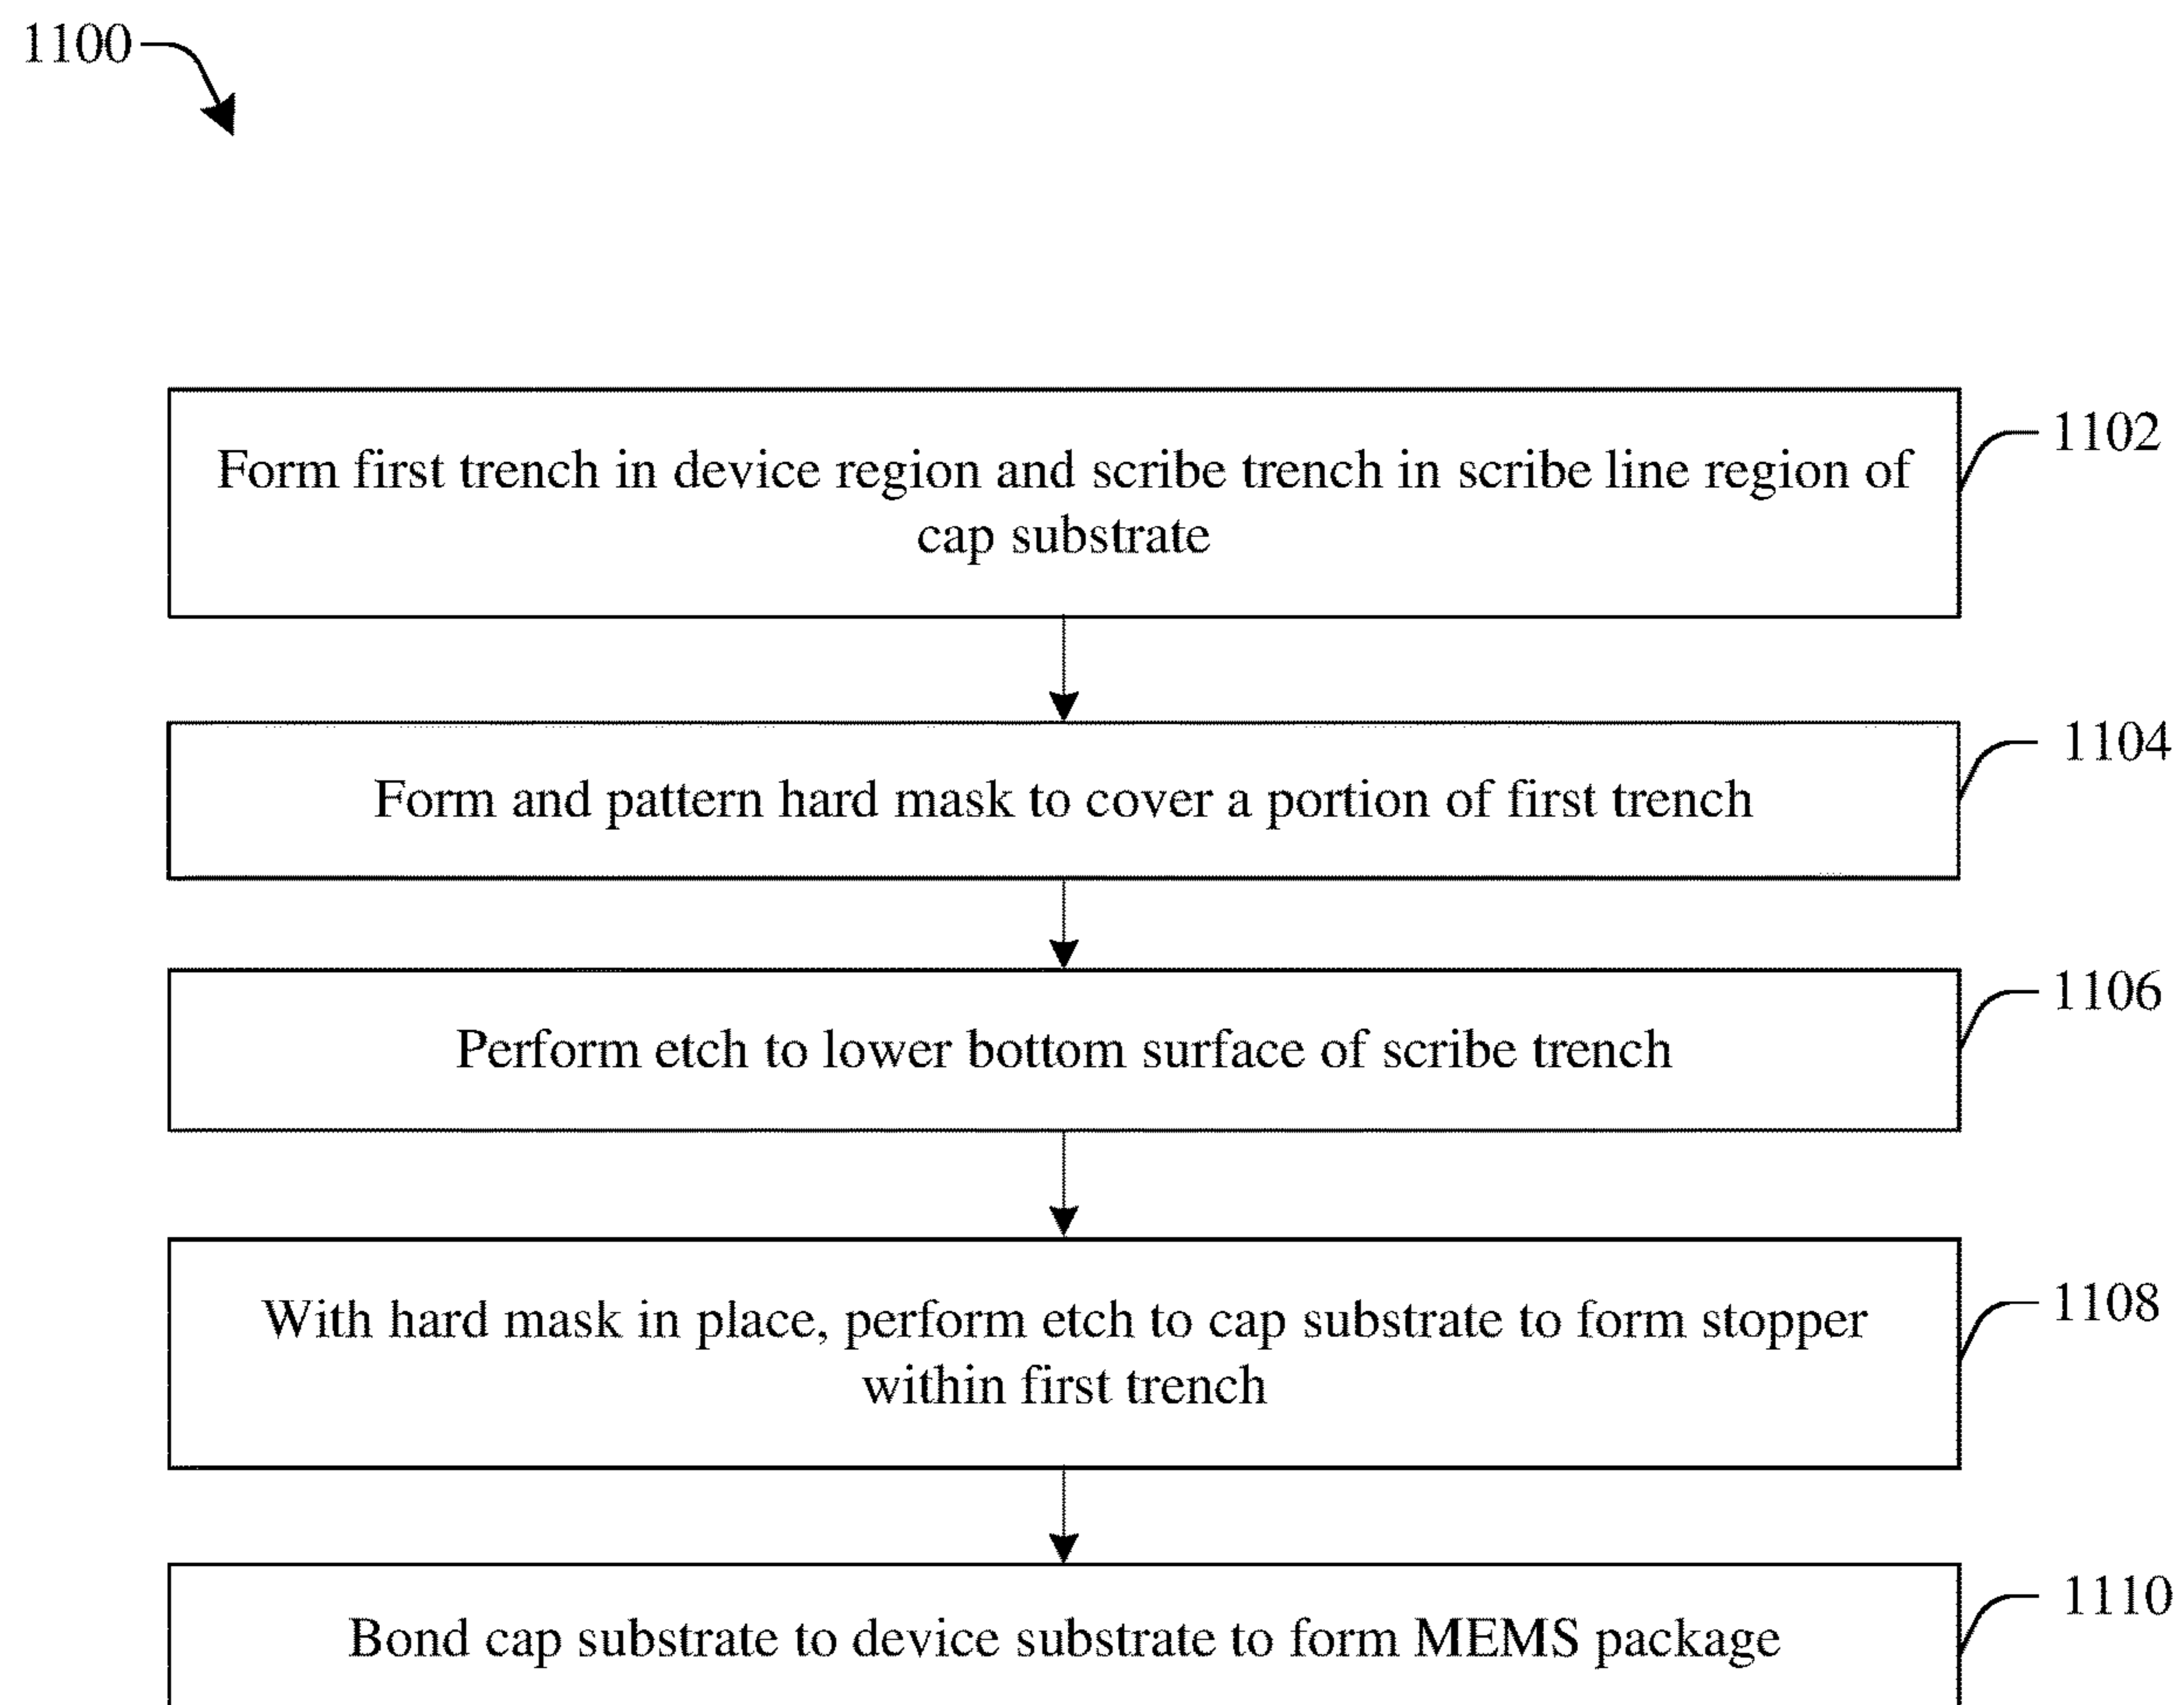 1100
Form first trench in device region and scribe trench in scribe line region of
cap substrate
1102
Form and pattern hard mask to cover a portion of first trench
1104
Perform etch to lower bottom surface of scribe trench
1106
With hard mask in place, perform etch to cap substrate to form stopper
within first trench
1108
Bond cap substrate to device substrate to form MEMS package
1110